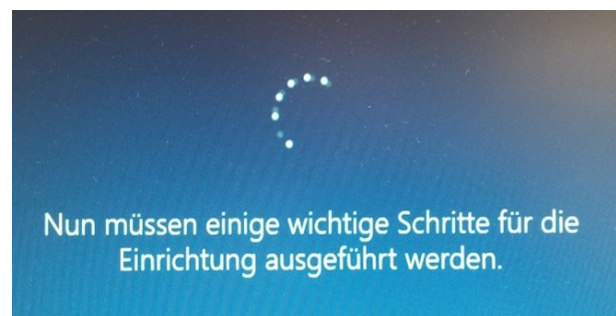 Nun müssen einige wichtige Schritte für die
Einrichtung ausgeführt werden.